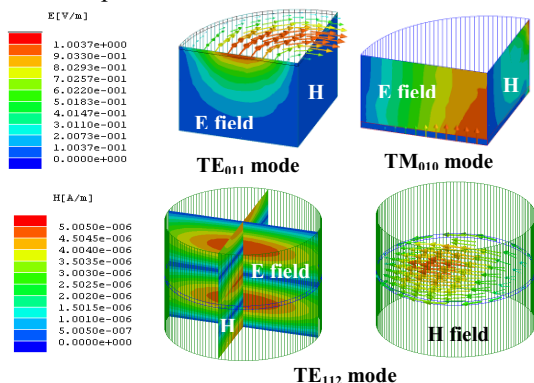 E[V/m]
1.0037e+000
9.0330e-001
8.0293e-001
7.0257e-001
6.0220e-001
5.0183e-001
4.0147e-001
3.0110e-001
2.0073e-001
1.0037e-001
0.0000e+000
E field
H
TE₀₁₁ mode
E field
H
TM₀₁₀ mode
H[A/m]
5.0050e-006
4.5045e-006
4.0040e-006
3.5035e-006
3.0030e-006
2.5025e-006
2.0020e-006
1.5015e-006
1.0010e-006
5.0050e-007
0.0000e+000
E field
H
H field
TE₁₁₂ mode